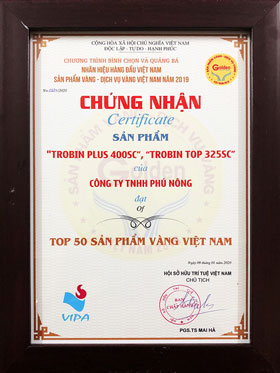 CỘNG HÒA XÃ HỘI CHỦ NGHĨA VIỆT NAM
ĐỘC LẬP - TỰ DO - HẠNH PHÚC
CHƯƠNG TRÌNH BÌNH CHỌN VÀ QUẢNG BÁ
NHÃN HIỆU HÀNG ĐẦU VIỆT NAM
SẢN PHẨM VÀNG - DỊCH VỤ VÀNG VIỆT NAM NĂM 2019
Golden
CHỨNG NHẬN
Certificate
SẢN PHẨM
"TROBIN PLUS 400SC", "TROBIN TOP 325SC"
của
CÔNG TY TNHH PHÚ NÔNG
đạt
Of
TOP 50 SẢN PHẨM VÀNG VIỆT NAM
HỘI SỞ HỮU TRÍ TUỆ VIỆT NAM
CHỦ TỊCH
VIPA
PGS.TS MAI HÀ